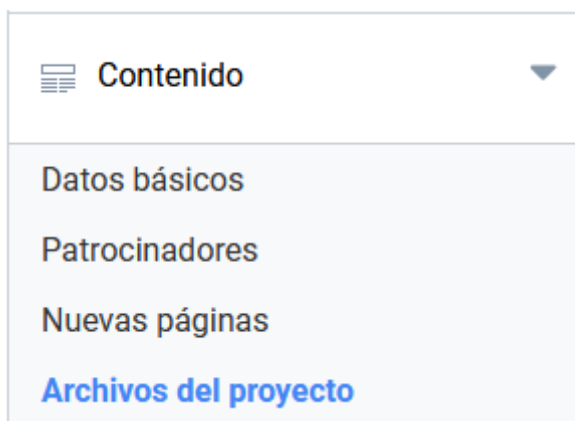 Contenido
Datos básicos
Patrocinadores
Nuevas páginas
Archivos del proyecto